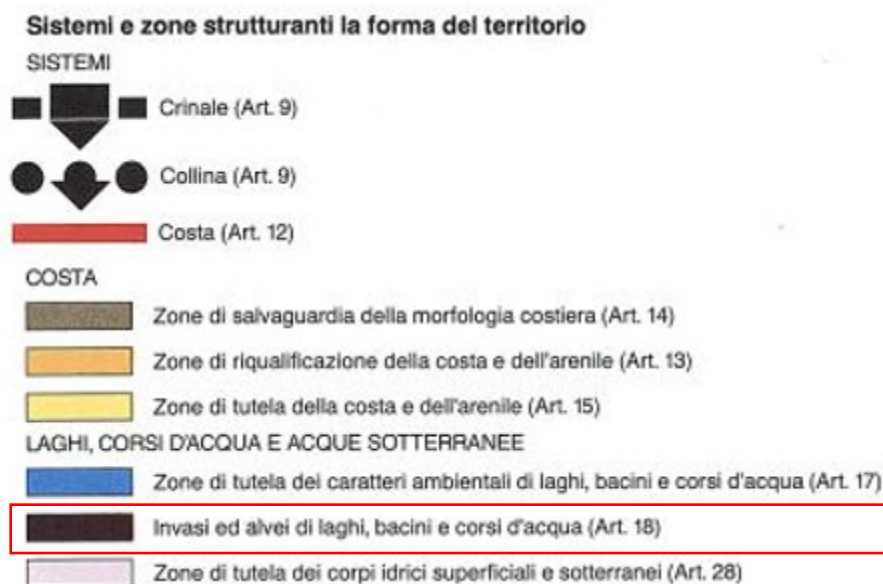 Sistemi e zone strutturanti la forma del territorio
SISTEMI
Crinale (Art. 9)
Collina (Art. 9)
Costa (Art. 12)
COSTA
Zone di salvaguardia della morfologia costiera (Art. 14)
Zone di riqualificazione della costa e dell'arenile (Art. 13)
Zone di tutela della costa e dell'arenile (Art. 15)
LAGHI, CORSI D'ACQUA E ACQUE SOTTERRANEE
Zone di tutela dei caratteri ambientali di laghi, bacini e corsi d'acqua (Art. 17)
Invasi ed alvei di laghi, bacini e corsi d'acqua (Art. 18)
Zone di tutela dei corpi idrici superficiali e sotterranei (Art. 28)